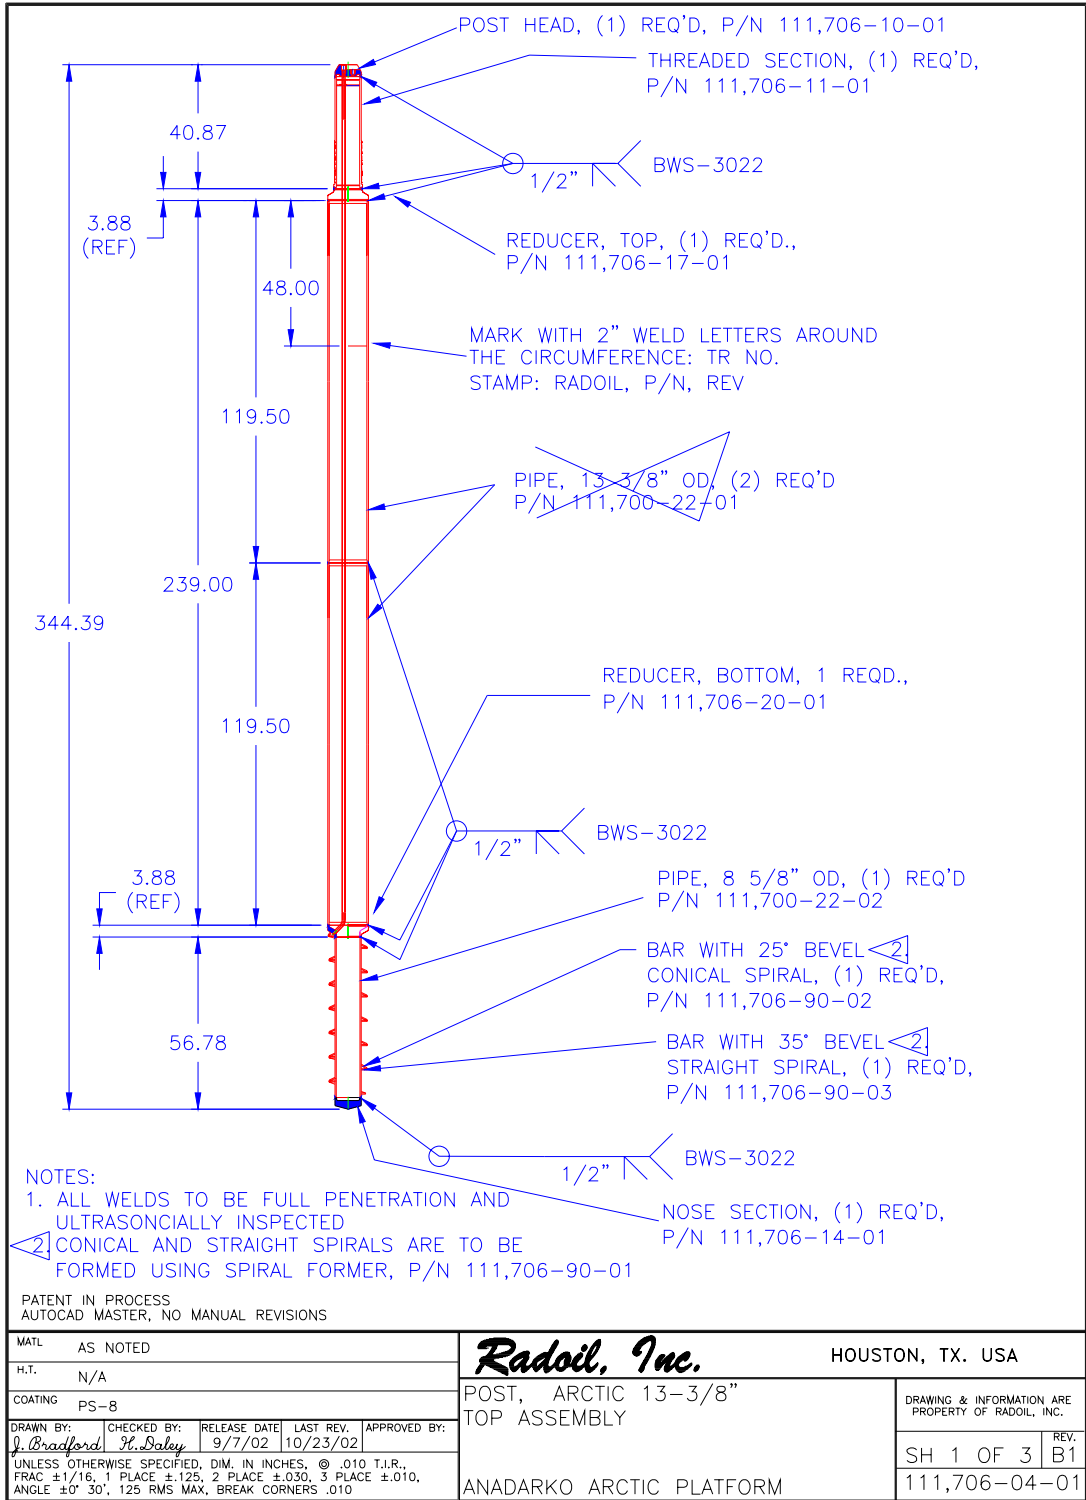 POST HEAD, (1) REQ'D, P/N 111,706-10-01
THREADED SECTION, (1) REQ'D,
P/N 111,706-11-01
40.87
BWS-3022
1/2"
3.88
(REF)
REDUCER, TOP, (1) REQ'D.,
P/N 111,706-17-01
48.00
MARK WITH 2" WELD LETTERS AROUND
THE CIRCUMFERENCE: TR NO.
STAMP: RADOIL, P/N, REV
119.50
PIPE, 13-3/8" OD, (2) REQ'D
P/N 111,700-22-01
239.00
344.39
REDUCER, BOTTOM, 1 REQD.,
P/N 111,706-20-01
119.50
BWS-3022
1/2"
3.88
(REF)
PIPE, 8 5/8" OD, (1) REQ'D
P/N 111,700-22-02
BAR WITH 25° BEVEL 2.
CONICAL SPIRAL, (1) REQ'D,
P/N 111,706-90-02
56.78
BAR WITH 35° BEVEL 2.
STRAIGHT SPIRAL, (1) REQ'D,
P/N 111,706-90-03
BWS-3022
1/2"
NOSE SECTION, (1) REQ'D,
P/N 111,706-14-01
NOTES:
1. ALL WELDS TO BE FULL PENETRATION AND
ULTRASONCIALLY INSPECTED
2. CONICAL AND STRAIGHT SPIRALS ARE TO BE
FORMED USING SPIRAL FORMER, P/N 111,706-90-01
PATENT IN PROCESS
AUTOCAD MASTER, NO MANUAL REVISIONS
MATL AS NOTED
H.T. N/A
COATING PS-8
DRAWN BY: CHECKED BY: RELEASE DATE LAST REV. APPROVED BY:
J. Bradford H. Daley 9/7/02 10/23/02
UNLESS OTHERWISE SPECIFIED, DIM. IN INCHES, ◎ .010 T.I.R.,
FRAC ±1/16, 1 PLACE ±.125, 2 PLACE ±.030, 3 PLACE ±.010,
ANGLE ±0° 30', 125 RMS MAX, BREAK CORNERS .010
Radoil, Inc.
HOUSTON, TX. USA
POST, ARCTIC 13-3/8"
TOP ASSEMBLY
ANADARKO ARCTIC PLATFORM
DRAWING & INFORMATION ARE
PROPERTY OF RADOIL, INC.
REV.
SH 1 OF 3 B1
111,706-04-01